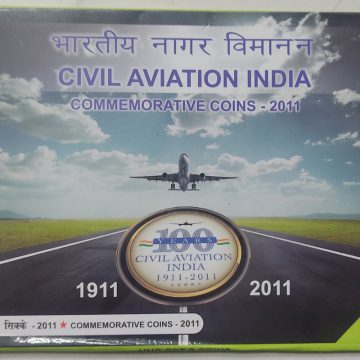 भारतीय नागर विमानन
CIVIL AVIATION INDIA
COMMEMORATIVE COINS - 2011
100
YEARS
CIVIL AVIATION
INDIA
1911-2011
1911
2011
सिक्के - 2011 ★ COMMEMORATIVE COINS - 2011